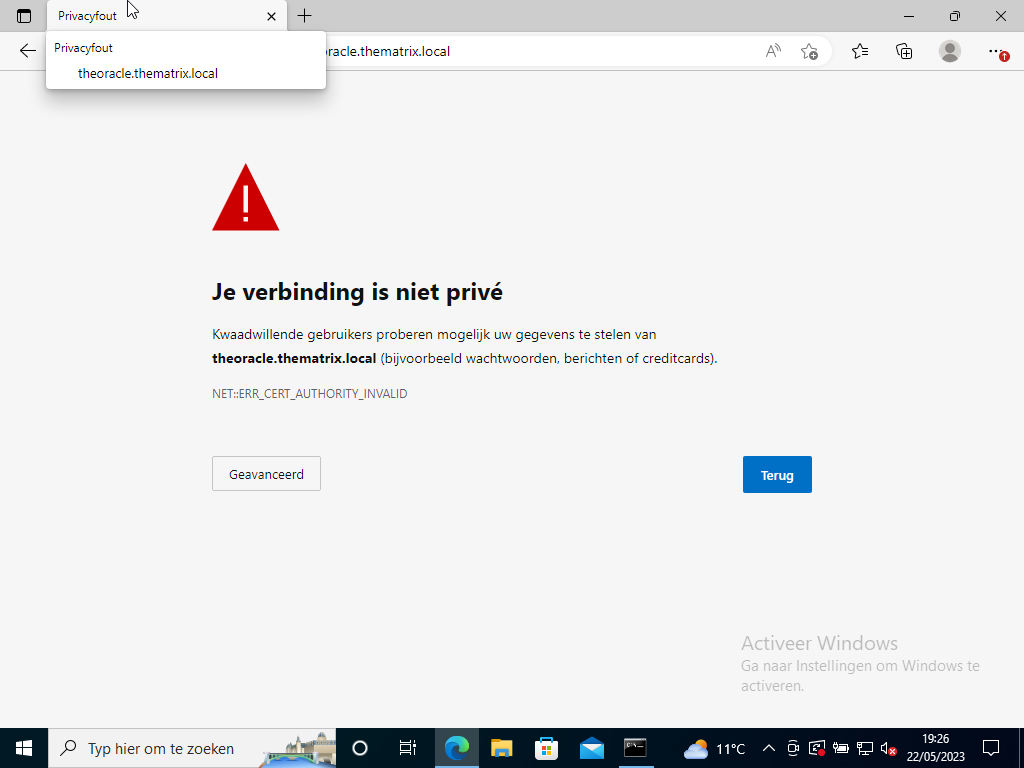 Privacyfout
Privacyfout
theoracle.thematrix.local
oracle.thematrix.local
Je verbinding is niet privé
Kwaadwillende gebruikers proberen mogelijk uw gegevens te stelen van
theoracle.thematrix.local (bijvoorbeeld wachtwoorden, berichten of creditcards).
NET::ERR_CERT_AUTHORITY_INVALID
Geavanceerd
Terug
Activeer Windows
Ga naar Instellingen om Windows te
activeren.
Typ hier om te zoeken
11°C
19:26
22/05/2023